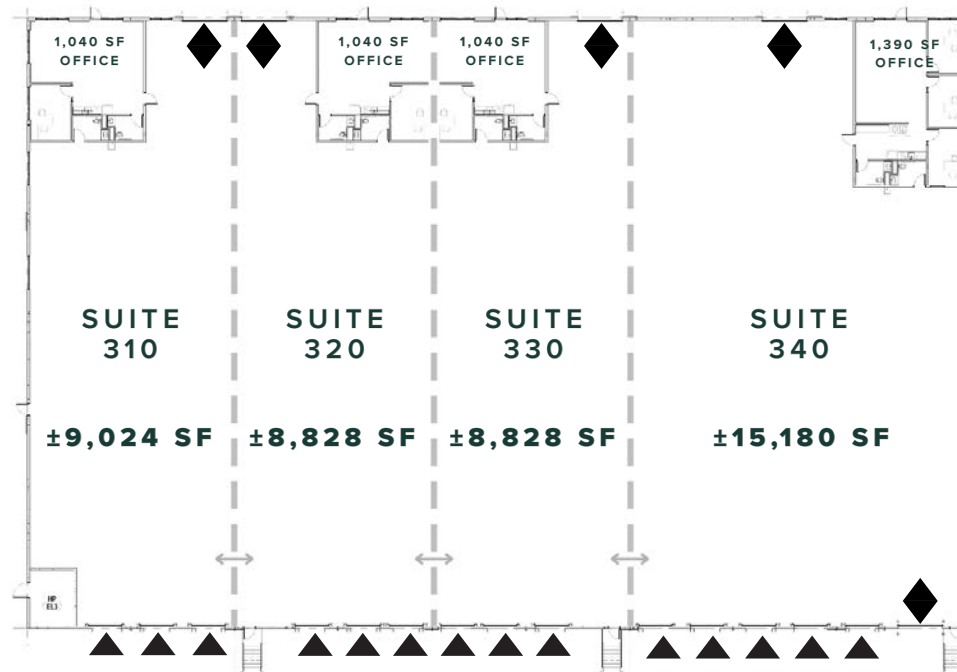 1,040 SF
OFFICE
1,040 SF
OFFICE
1,040 SF
OFFICE
1,390 SF
OFFICE
SUITE
310
±9,024 SF
SUITE
320
±8,828 SF
SUITE
330
±8,828 SF
SUITE
340
±15,180 SF